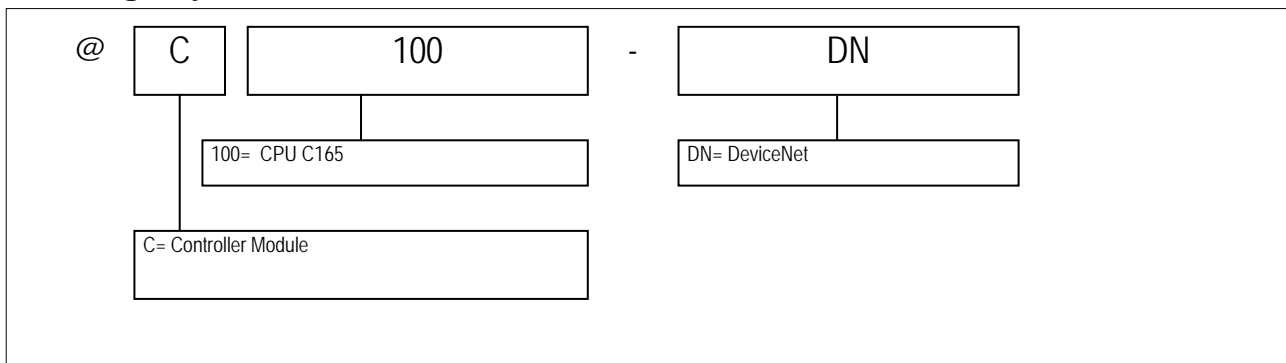 @ C 100 - DN
100= CPU C165
DN= DeviceNet
C= Controller Module